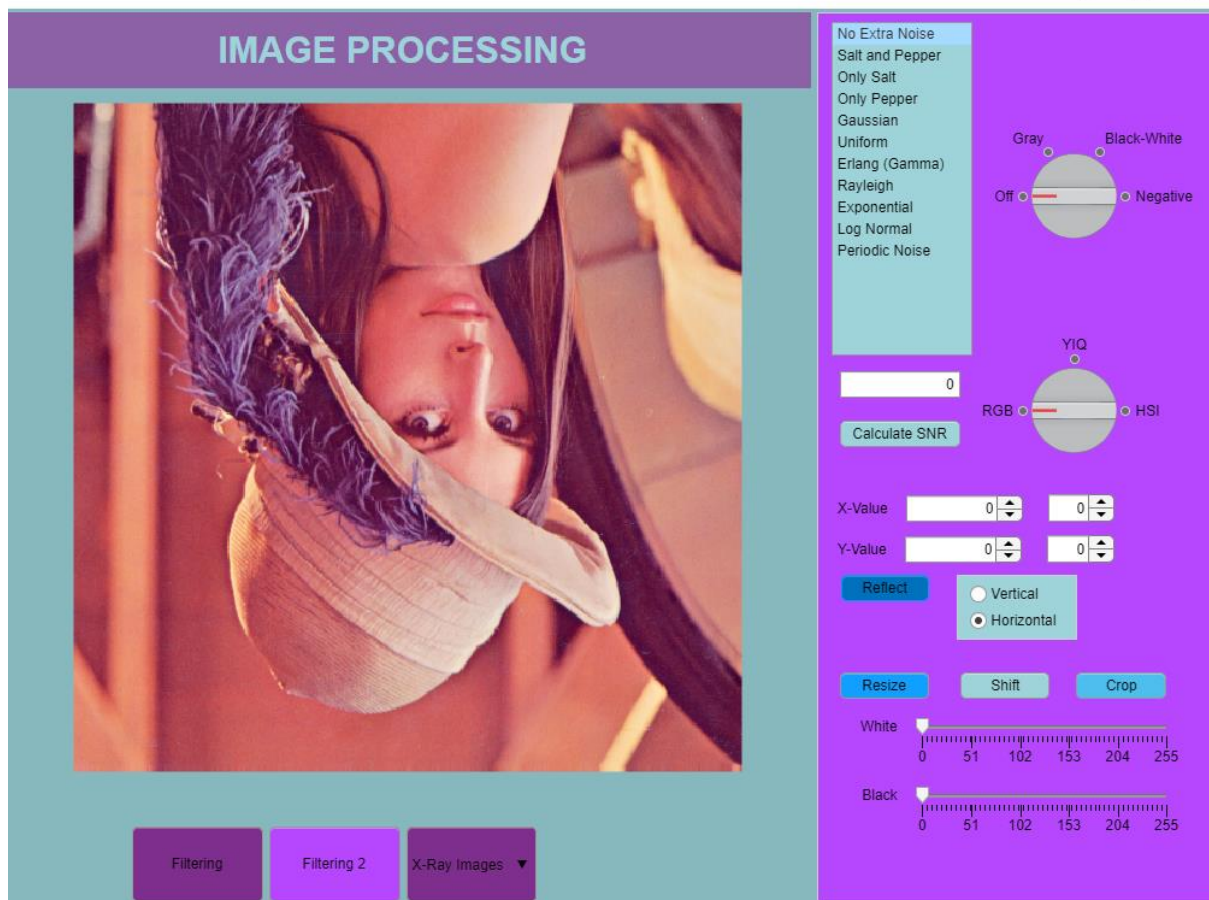 IMAGE PROCESSING
No Extra Noise
Salt and Pepper
Only Salt
Only Pepper
Gaussian
Uniform
Erlang (Gamma)
Rayleigh
Exponential
Log Normal
Periodic Noise
Gray Black-White
Off Negative
0
Calculate SNR
YIQ
RGB HSI
X-Value 0 0
Y-Value 0 0
Reflect
Vertical
Horizontal
Resize Shift Crop
White
0 51 102 153 204 255
Black
0 51 102 153 204 255
Filtering Filtering 2 X-Ray Images